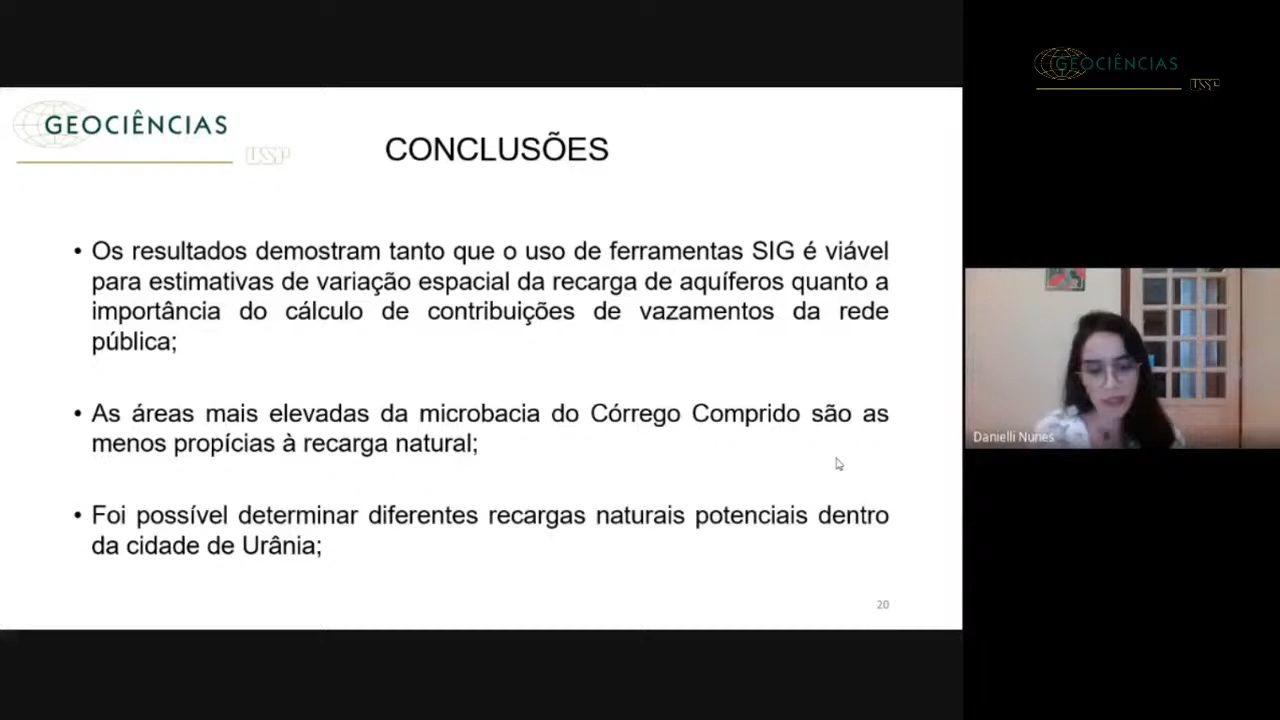 GEOCIÊNCIAS
USP
CONCLUSÕES
• Os resultados demostram tanto que o uso de ferramentas SIG é viável
para estimativas de variação espacial da recarga de aquíferos quanto a
importância do cálculo de contribuições de vazamentos da rede
pública;
• As áreas mais elevadas da microbacia do Córrego Comprido são as
menos propícias à recarga natural;
• Foi possível determinar diferentes recargas naturais potenciais dentro
da cidade de Urânia;
20
GEOCIÊNCIAS
USP
Danielli Nunes